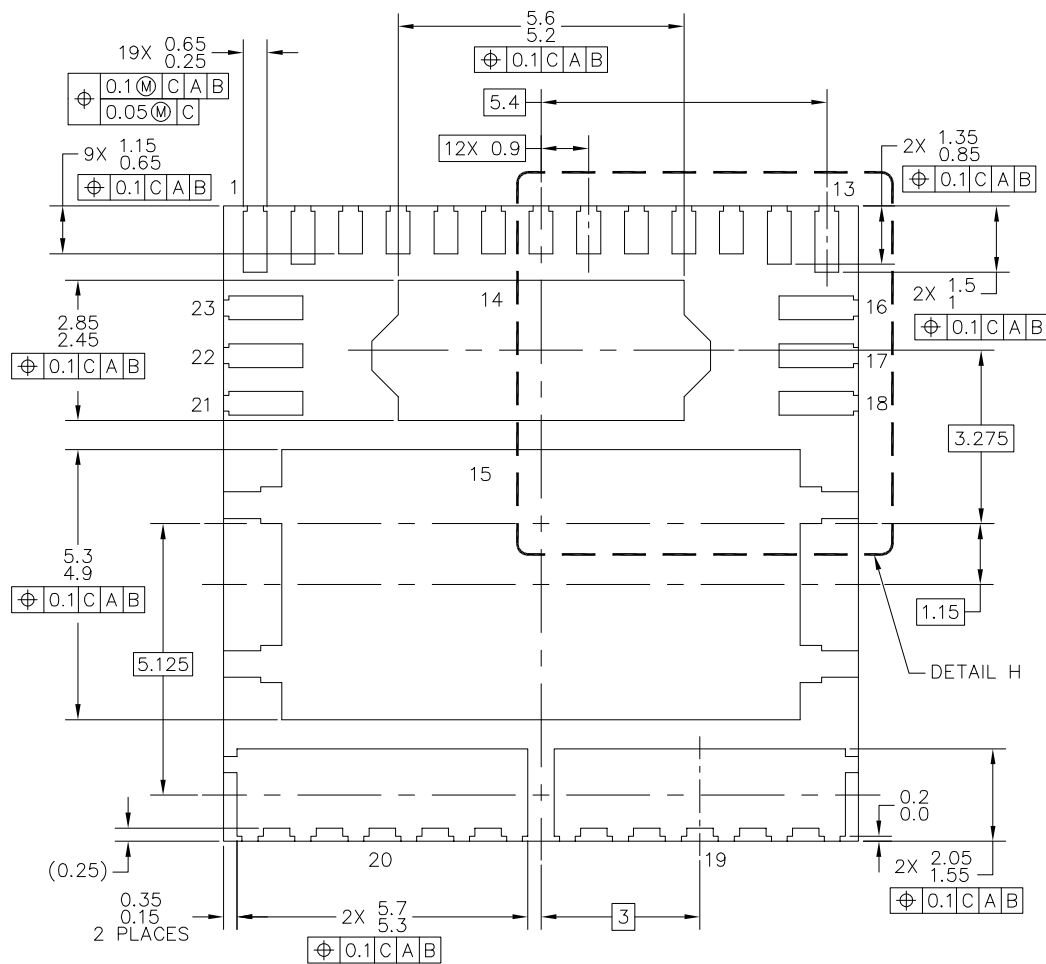 5.6
5.2
⌖ 0.1 C A B
19X 0.65
0.25
⌖ 0.1 Ⓜ C A B
0.05 Ⓜ C
5.4
12X 0.9
9X 1.15
0.65
⌖ 0.1 C A B
2X 1.35
0.85
⌖ 0.1 C A B
1
13
2X 1.5
1
⌖ 0.1 C A B
14
23
16
2.85
2.45
⌖ 0.1 C A B
22
17
21
18
3.275
15
5.3
4.9
⌖ 0.1 C A B
1.15
5.125
DETAIL H
0.2
0.0
(0.25)
20
19
2X 2.05
1.55
⌖ 0.1 C A B
0.35
0.15
2 PLACES
2X 5.7
5.3
⌖ 0.1 C A B
3